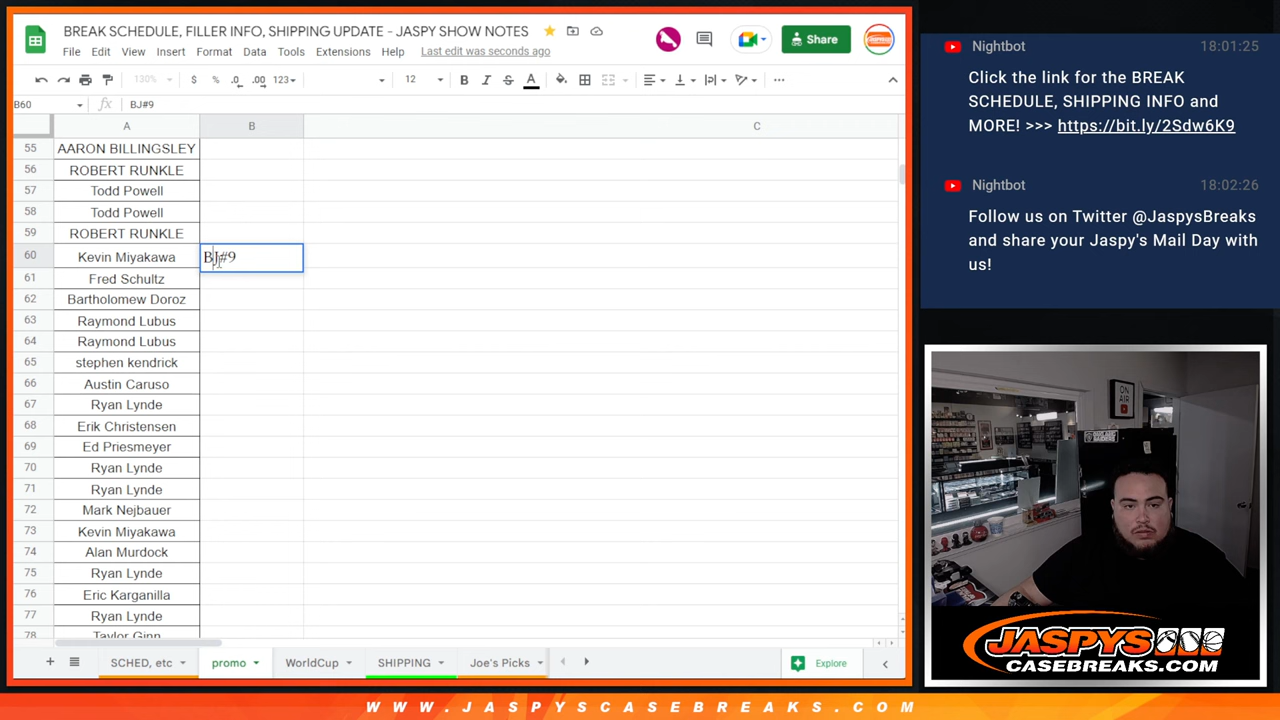 BREAK SCHEDULE, FILLER INFO, SHIPPING UPDATE - JASPY SHOW NOTES
File Edit View Insert Format Data Tools Extensions Help Last edit was seconds ago
Share
130% $ % .0 .00 123 12 B I S A
B60 fx BJ#9
A B C
55 AARON BILLINGSLEY
56 ROBERT RUNKLE
57 Todd Powell
58 Todd Powell
59 ROBERT RUNKLE
60 Kevin Miyakawa BJ#9
61 Fred Schultz
62 Bartholomew Doroz
63 Raymond Lubus
64 Raymond Lubus
65 stephen kendrick
66 Austin Caruso
67 Ryan Lynde
68 Erik Christensen
69 Ed Priesmeyer
70 Ryan Lynde
71 Ryan Lynde
72 Mark Nejbauer
73 Kevin Miyakawa
74 Alan Murdock
75 Ryan Lynde
76 Eric Karganilla
77 Ryan Lynde
78 Taylor Ginn
SCHED, etc promo WorldCup SHIPPING Joe's Picks Explore
Nightbot 18:01:25
Click the link for the BREAK
SCHEDULE, SHIPPING INFO and
MORE! >>> https://bit.ly/2Sdw6K9
Nightbot 18:02:26
Follow us on Twitter @JaspysBreaks
and share your Jaspy's Mail Day with
us!
ON
AIR
JASPYS
CASEBREAKS.COM
WWW.JASPYSCASEBREAKS.COM